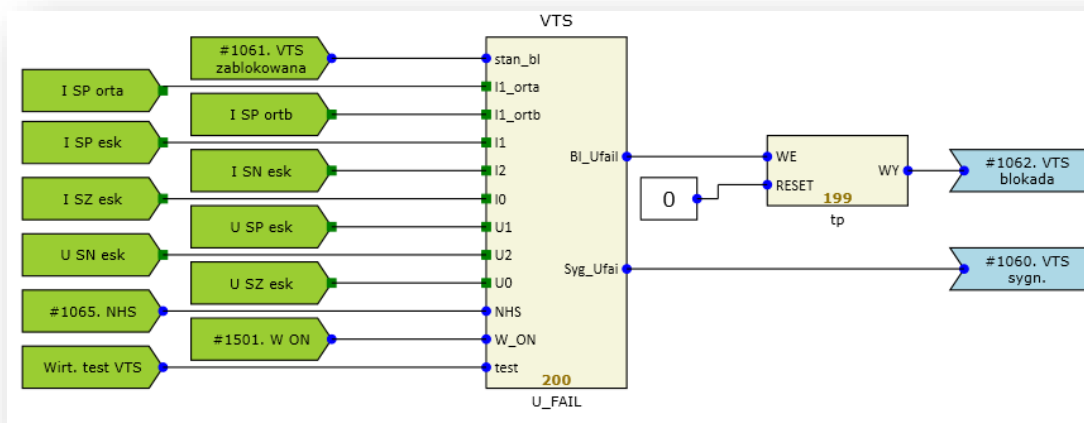 VTS
#1061. VTS
zablokowana
stan_bl
I SP orta
I1_orta
I SP ortb
I1_ortb
I SP esk
I1
Bl_Ufail
WE
WY
#1062. VTS
blokada
I SN esk
I2
RESET
0
199
I SZ esk
I0
tp
U SP esk
U1
U SN esk
U2
Syg_Ufai
#1060. VTS
sygn.
U SZ esk
U0
#1065. NHS
NHS
#1501. W ON
W_ON
Wirt. test VTS
test
200
U_FAIL